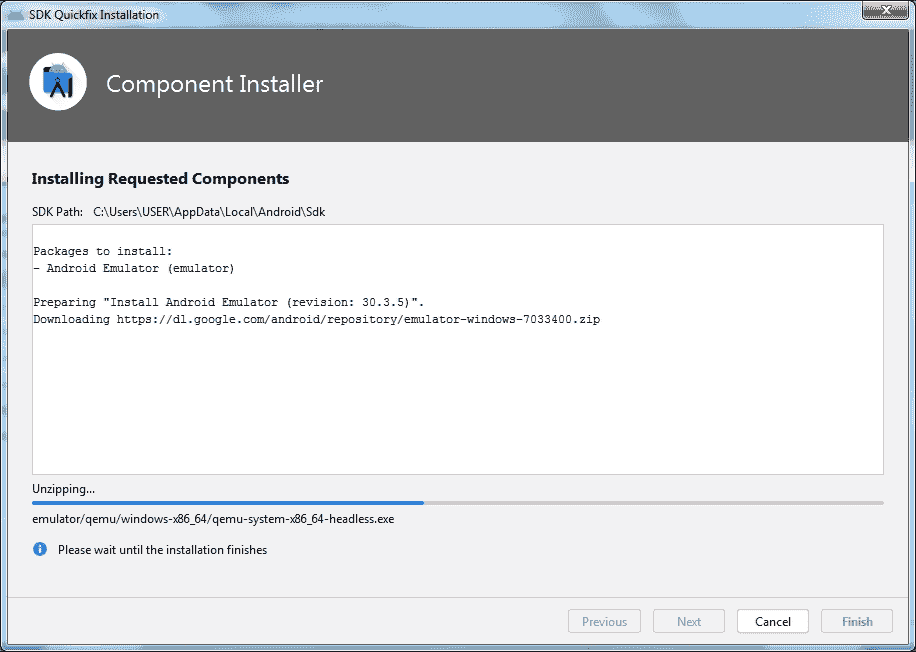 SDK Quickfix Installation
Component Installer
Installing Requested Components
SDK Path: C:\Users\USER\AppData\Local\Android\Sdk
Packages to install:
- Android Emulator (emulator)
Preparing "Install Android Emulator (revision: 30.3.5)".
Downloading https://dl.google.com/android/repository/emulator-windows-7033400.zip
Unzipping...
emulator/qemu/windows-x86_64/qemu-system-x86_64-headless.exe
Please wait until the installation finishes
Previous Next Cancel Finish